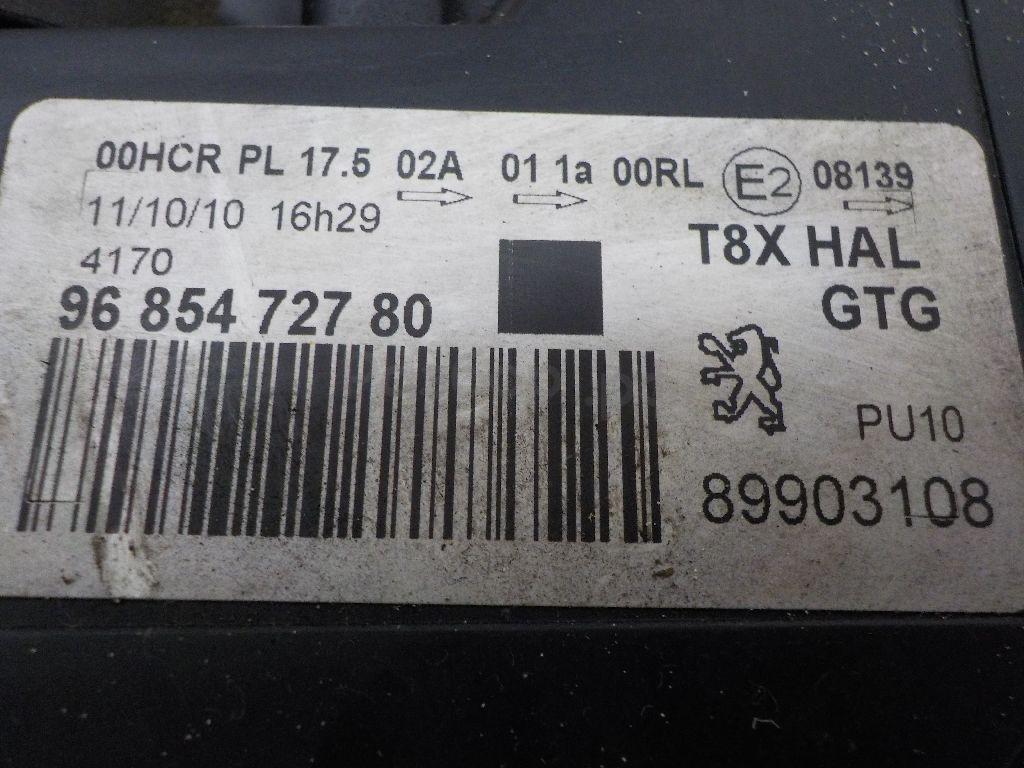 00HCR PL 17.5 02A 01 1a 00RL E2 08139
11/10/10 16h29
T8X HAL
4170
96 854 727 80
GTG
PU10
89903108